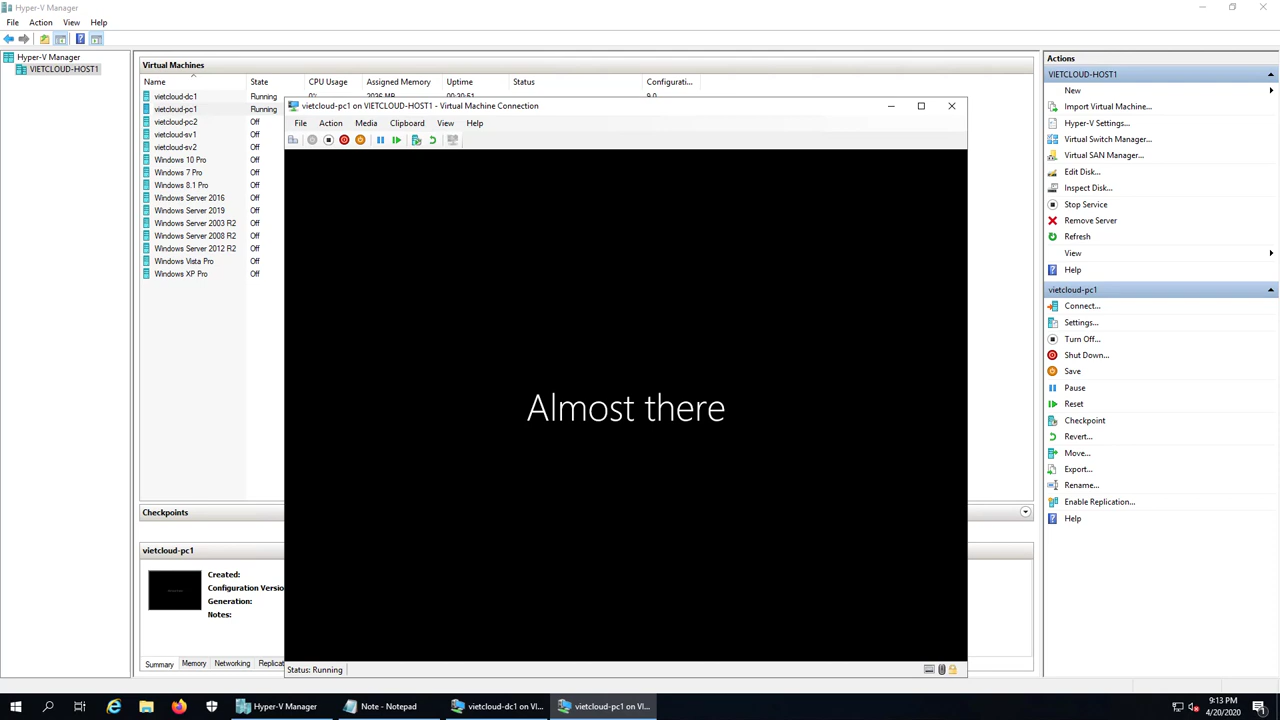 Hyper-V Manager
File Action View Help
Hyper-V Manager
VIETCLOUD-HOST1
Virtual Machines
Name State CPU Usage Assigned Memory Uptime Status Configurati...
vietcloud-dc1 Running 0% 2036 MB 00:30:51 9.0
vietcloud-pc1 Running
vietcloud-pc2 Off
vietcloud-sv1 Off
vietcloud-sv2 Off
Windows 10 Pro Off
Windows 7 Pro Off
Windows 8.1 Pro Off
Windows Server 2016 Off
Windows Server 2019 Off
Windows Server 2003 R2 Off
Windows Server 2008 R2 Off
Windows Server 2012 R2 Off
Windows Vista Pro Off
Windows XP Pro Off
vietcloud-pc1 on VIETCLOUD-HOST1 - Virtual Machine Connection
File Action Media Clipboard View Help
Almost there
Status: Running
Checkpoints
vietcloud-pc1
Created:
Configuration Versio
Generation:
Notes:
Summary Memory Networking Replicati
Actions
VIETCLOUD-HOST1
New
Import Virtual Machine...
Hyper-V Settings...
Virtual Switch Manager...
Virtual SAN Manager...
Edit Disk...
Inspect Disk...
Stop Service
Remove Server
Refresh
View
Help
vietcloud-pc1
Connect...
Settings...
Turn Off...
Shut Down...
Save
Pause
Reset
Checkpoint
Revert...
Move...
Export...
Rename...
Enable Replication...
Help
Hyper-V Manager Note - Notepad vietcloud-dc1 on VI... vietcloud-pc1 on VI...
9:13 PM
4/20/2020